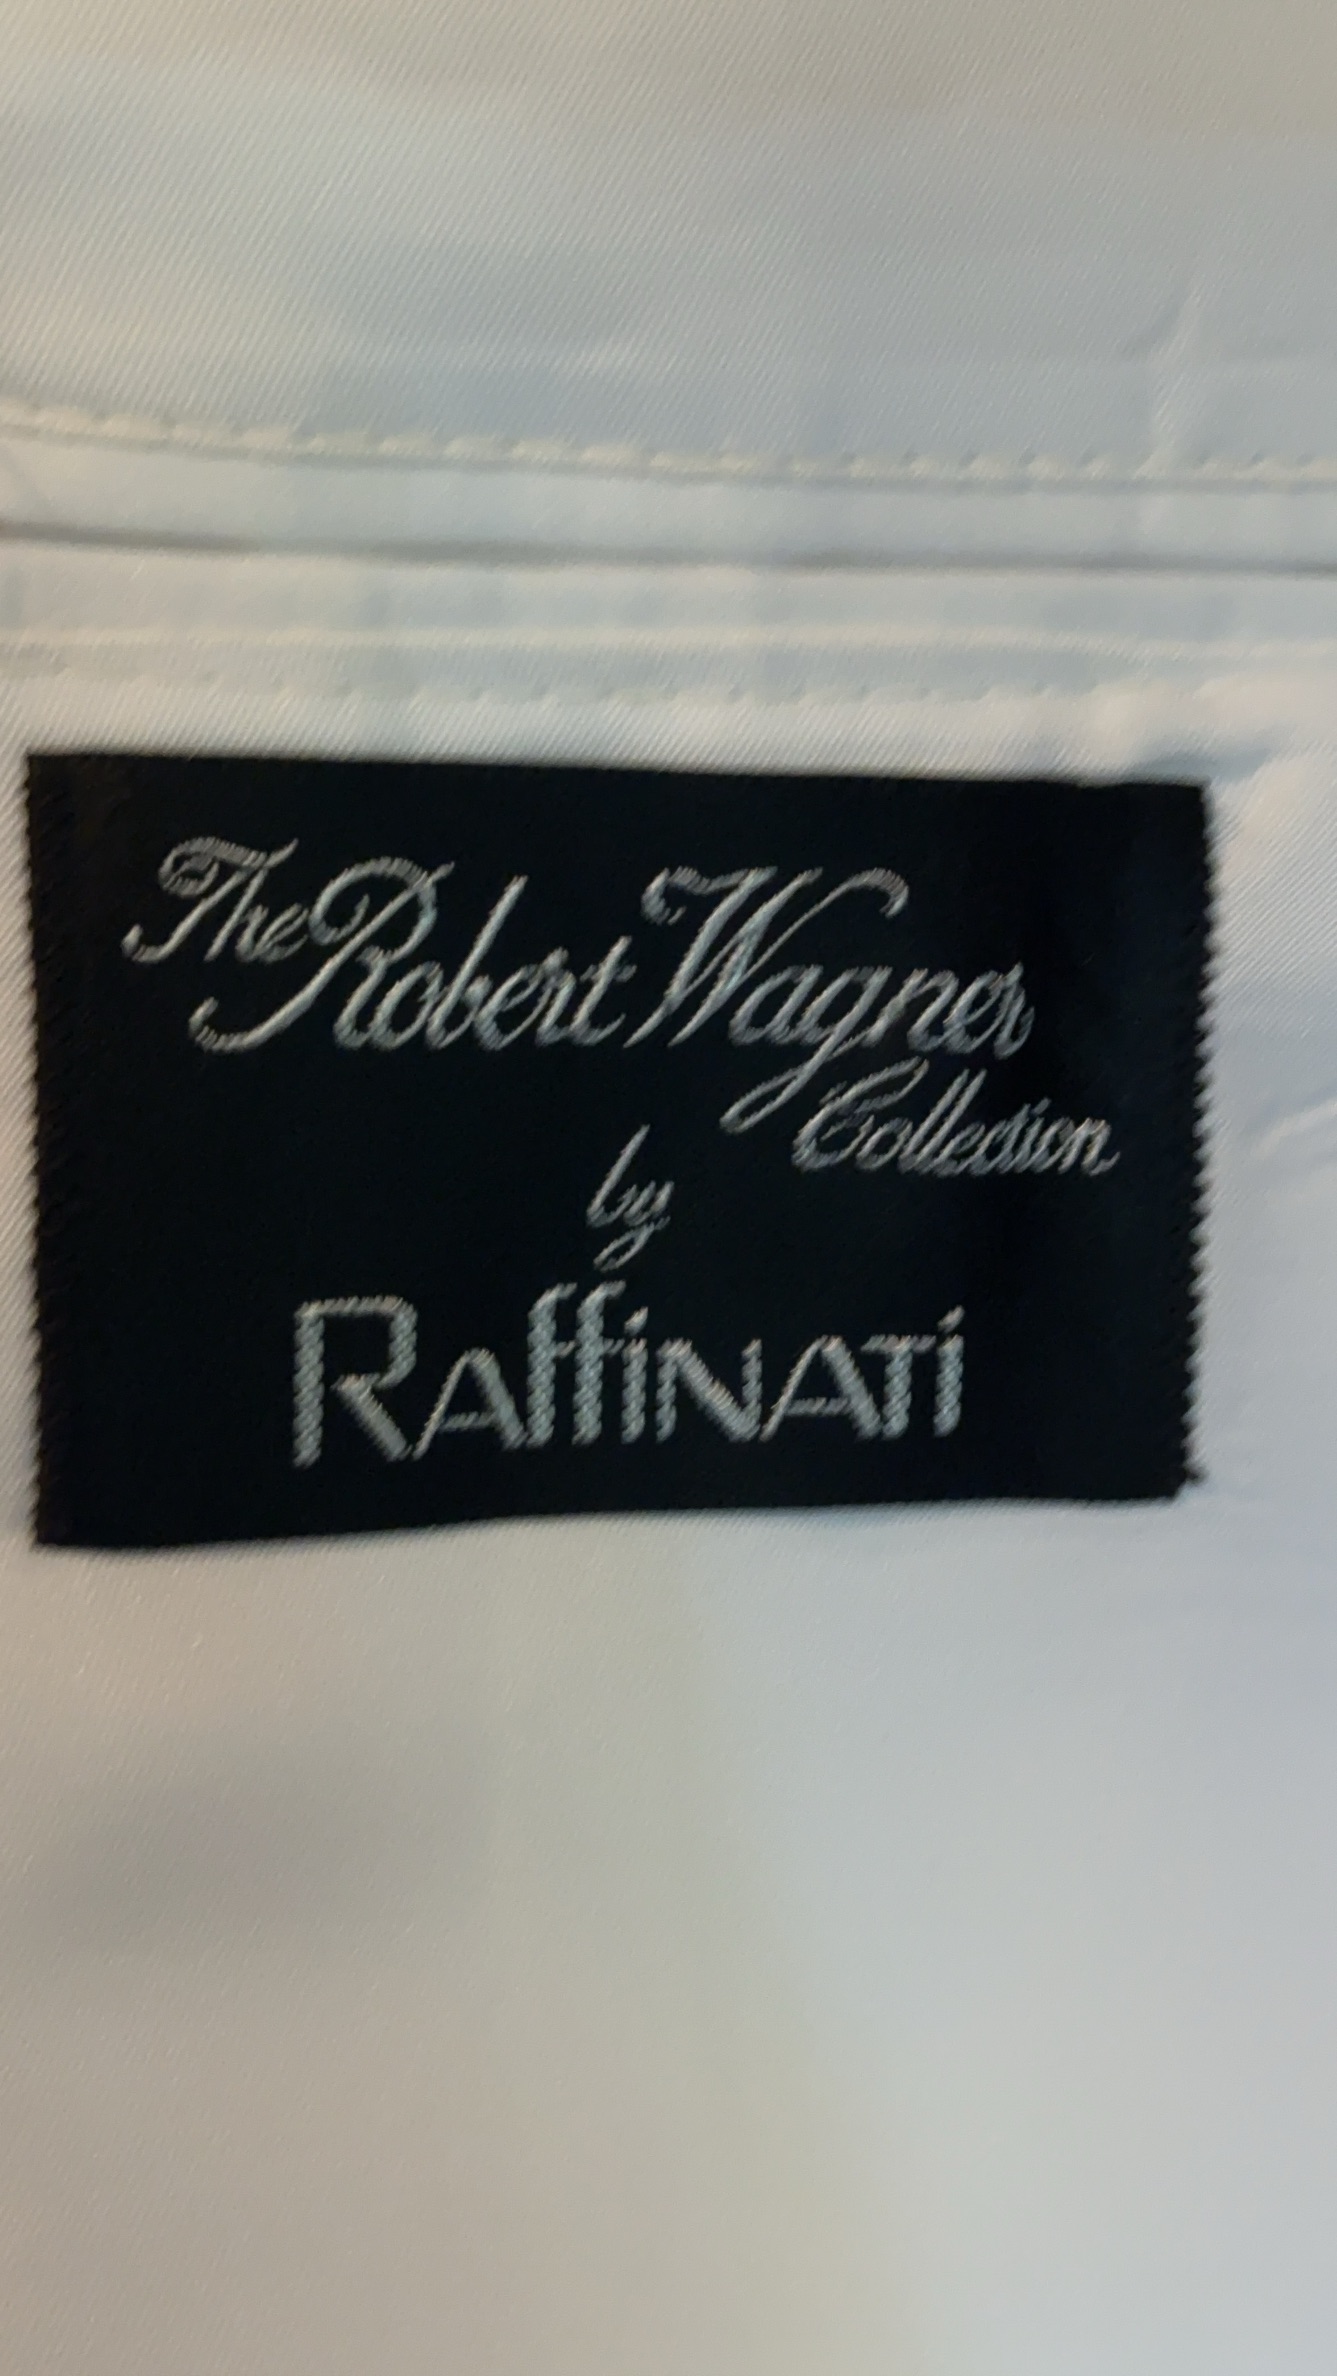 The Robert Wagner
Collection
by
RAffiNATi